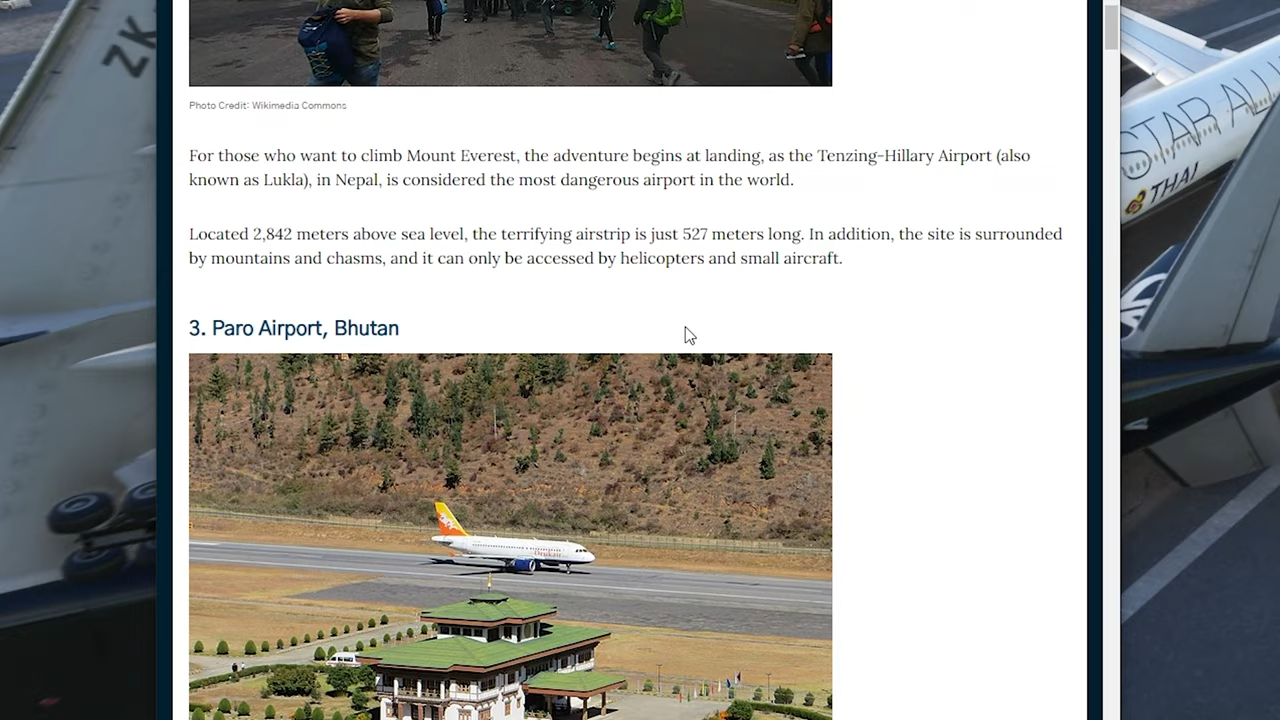 ZK
Photo Credit: Wikimedia Commons
For those who want to climb Mount Everest, the adventure begins at landing, as the Tenzing-Hillary Airport (also
known as Lukla), in Nepal, is considered the most dangerous airport in the world.
Located 2,842 meters above sea level, the terrifying airstrip is just 527 meters long. In addition, the site is surrounded
by mountains and chasms, and it can only be accessed by helicopters and small aircraft.
3. Paro Airport, Bhutan
Drukair
STAR ALLI
THAI